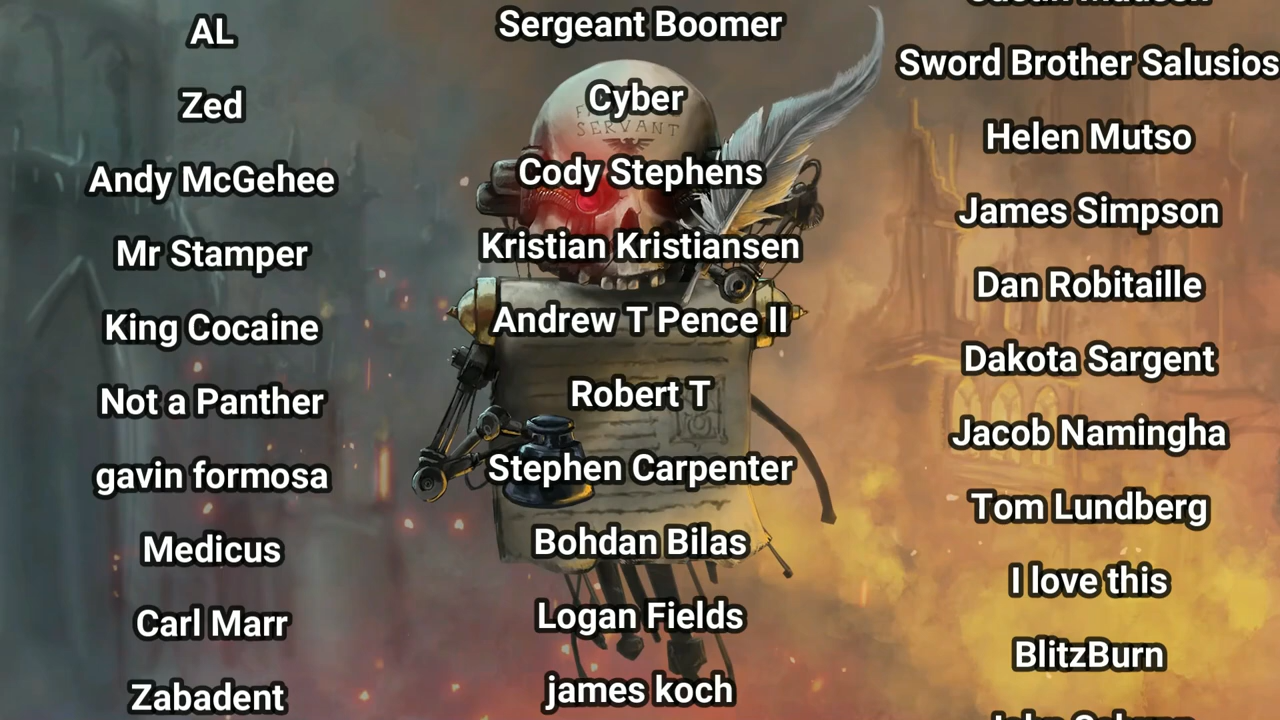 AL
Zed
Andy McGehee
Mr Stamper
King Cocaine
Not a Panther
gavin formosa
Medicus
Carl Marr
Zabadent
Sergeant Boomer
Cyber
SERVANT
Cody Stephens
Kristian Kristiansen
Andrew T Pence II
Robert T
Stephen Carpenter
Bohdan Bilas
Logan Fields
james koch
Sword Brother Salusios
Helen Mutso
James Simpson
Dan Robitaille
Dakota Sargent
Jacob Namingha
Tom Lundberg
I love this
BlitzBurn